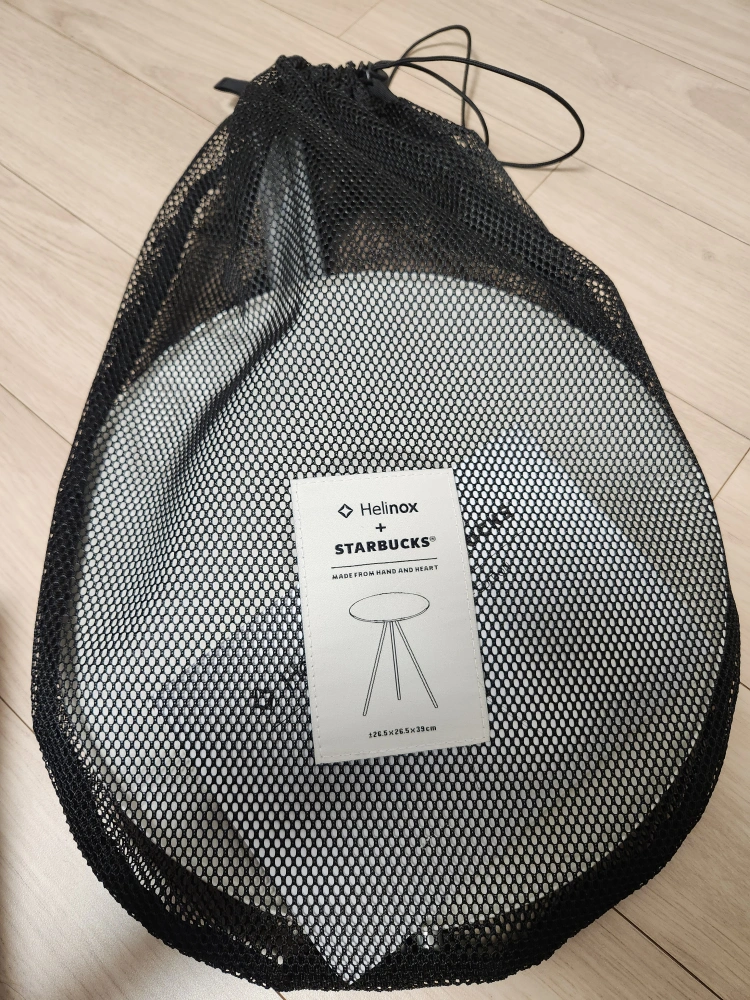 Helinox
+
STARBUCKS®
MADE FROM HAND AND HEART
±26.5×26.5×39cm